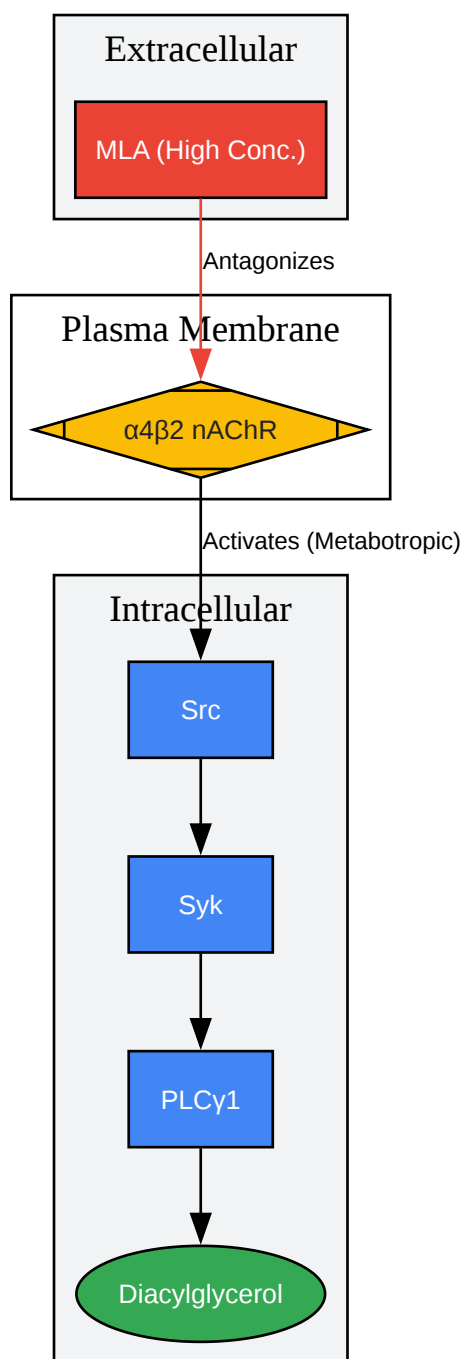 Extracellular
MLA (High Conc.)
Antagonizes
Plasma Membrane
α4β2 nAChR
Activates (Metabotropic)
Intracellular
Src
Syk
PLCγ1
Diacylglycerol